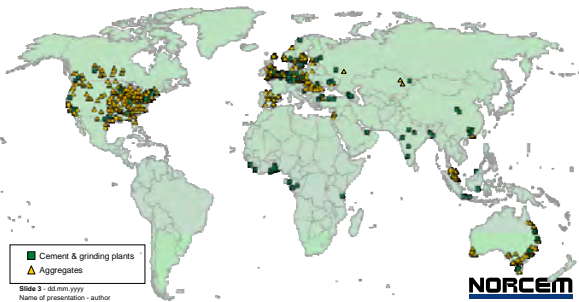 Cement & grinding plants
Aggregates
Slide 3 - dd.mm.yyyy
Name of presentation - author
NORCEM